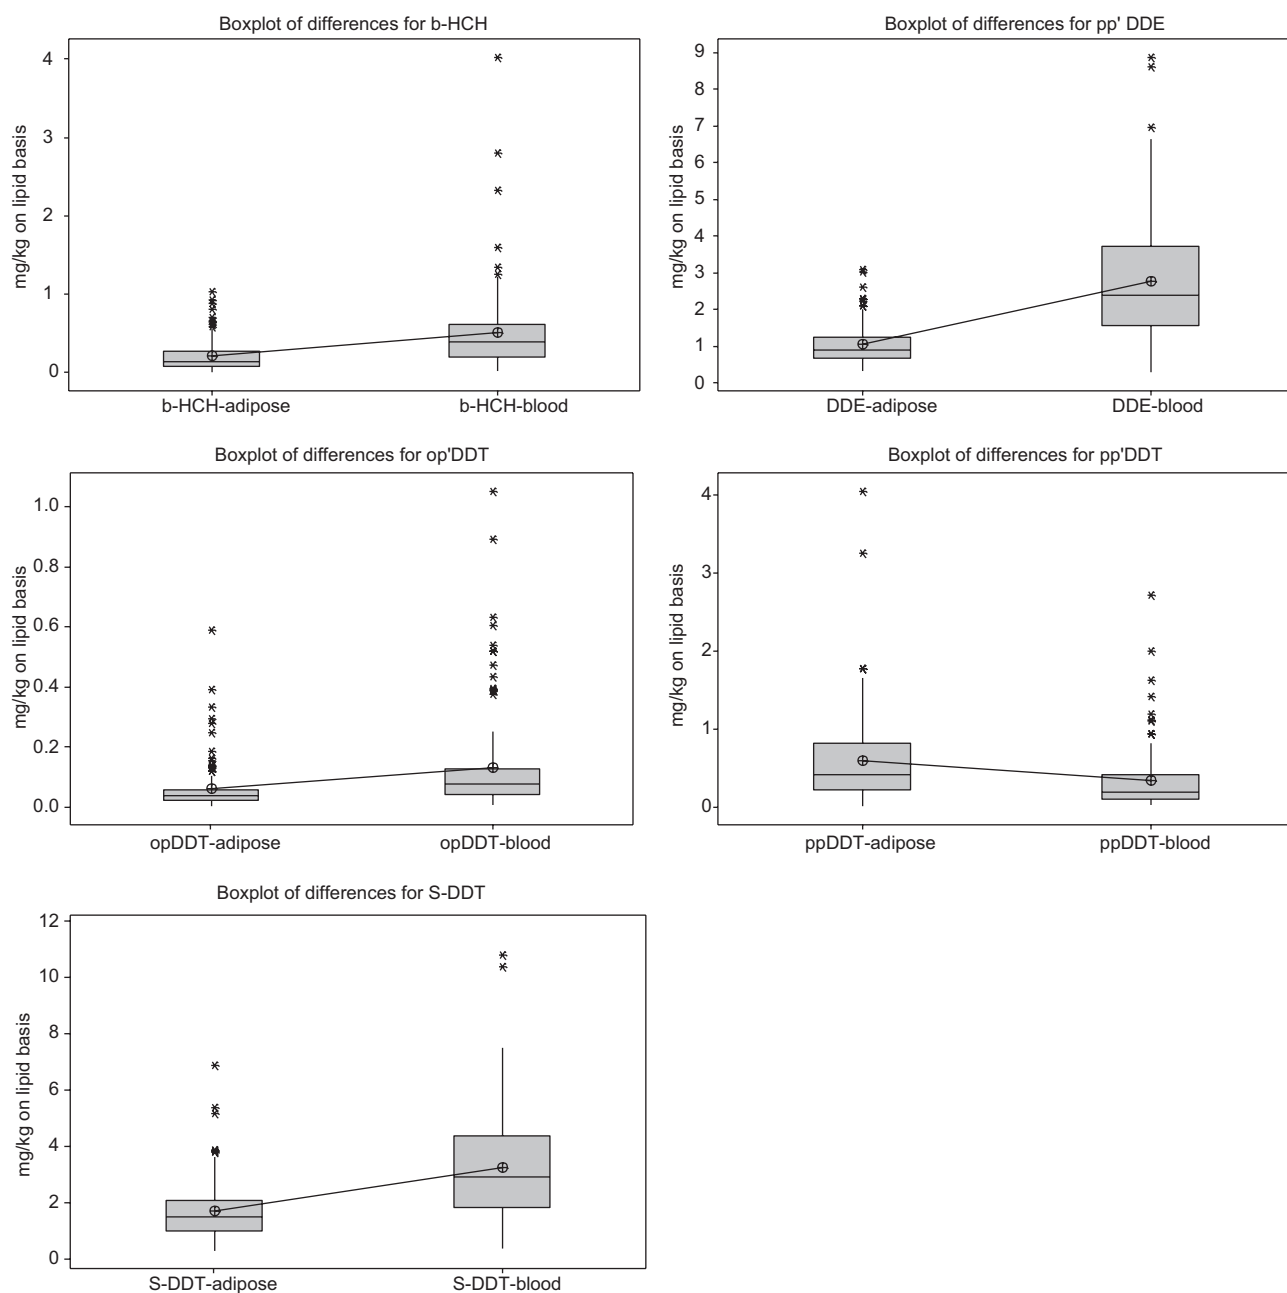 Boxplot of differences for b-HCH
mg/kg on lipid basis
4
3
2
1
0
b-HCH-adipose
b-HCH-blood
Boxplot of differences for pp' DDE
mg/kg on lipid basis
9
8
7
6
5
4
3
2
1
0
DDE-adipose
DDE-blood
Boxplot of differences for op'DDT
mg/kg on lipid basis
1.0
0.8
0.6
0.4
0.2
0.0
opDDT-adipose
opDDT-blood
Boxplot of differences for pp'DDT
mg/kg on lipid basis
4
3
2
1
0
ppDDT-adipose
ppDDT-blood
Boxplot of differences for S-DDT
mg/kg on lipid basis
12
10
8
6
4
2
0
S-DDT-adipose
S-DDT-blood